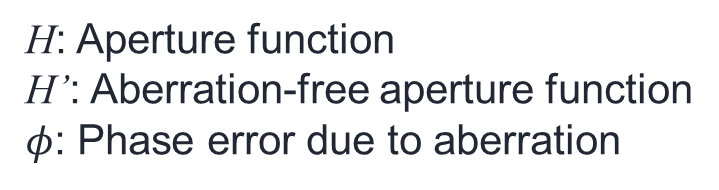 H: Aperture function
H’: Aberration-free aperture function
ϕ: Phase error due to aberration